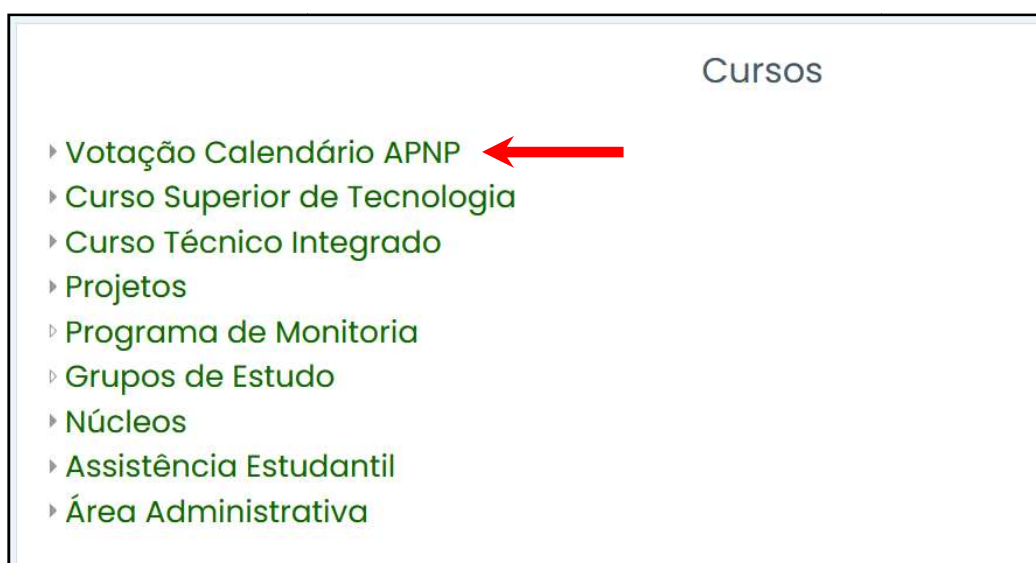 Cursos
Votação Calendário APNP
Curso Superior de Tecnologia
Curso Técnico Integrado
Projetos
Programa de Monitoria
Grupos de Estudo
Núcleos
Assistência Estudantil
Área Administrativa